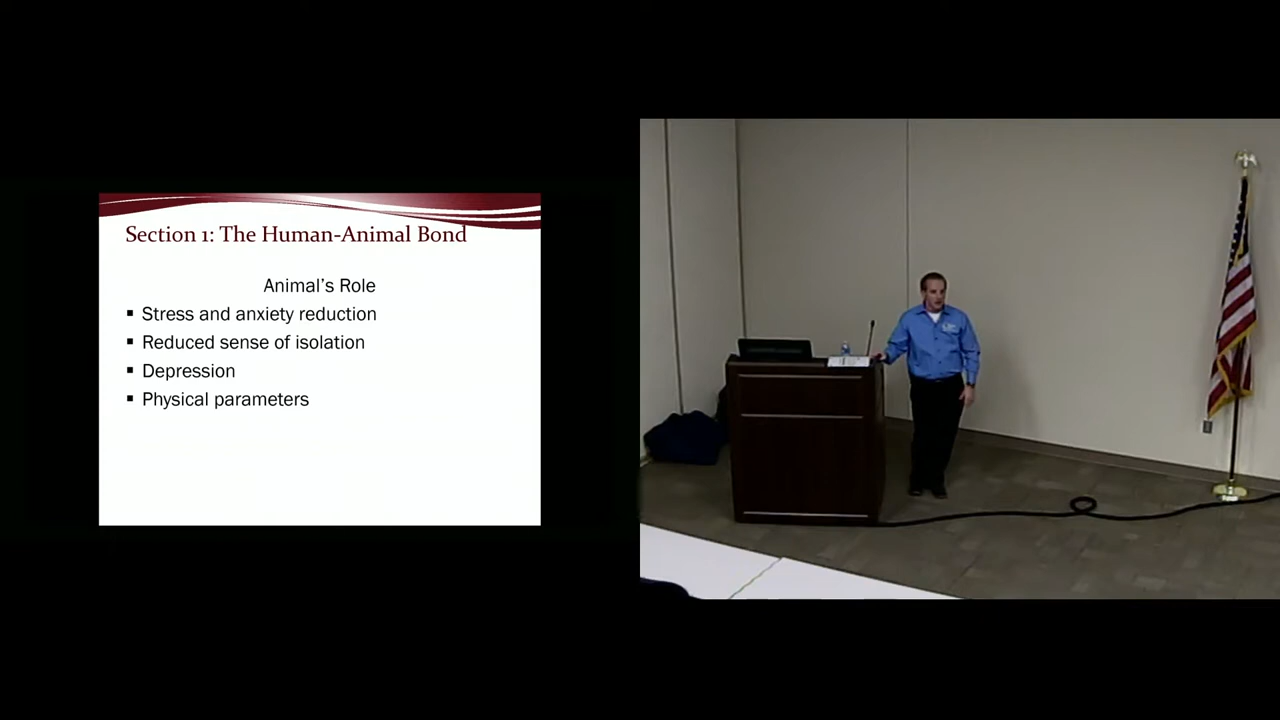 Section 1: The Human-Animal Bond
Animal's Role
▪ Stress and anxiety reduction
▪ Reduced sense of isolation
▪ Depression
▪ Physical parameters